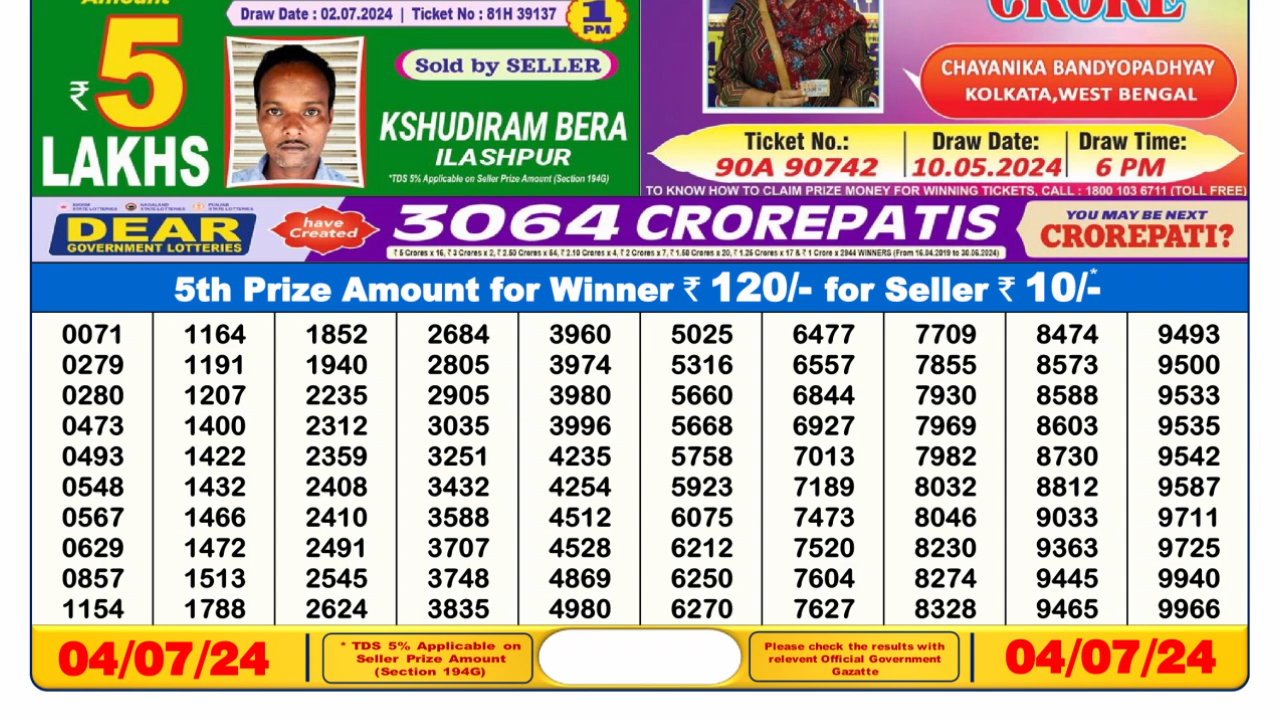 Amount
₹5
LAKHS
Draw Date : 02.07.2024 | Ticket No : 81H 39137
1
PM
Sold by SELLER
KSHUDIRAM BERA
ILASHPUR
*TDS 5% Applicable on Seller Prize Amount (Section 194G)
CRORE
CHAYANIKA BANDYOPADHYAY
KOLKATA,WEST BENGAL
Ticket No.: Draw Date: Draw Time:
90A 90742 10.05.2024 6 PM
TO KNOW HOW TO CLAIM PRIZE MONEY FOR WINNING TICKETS, CALL : 1800 103 6711 (TOLL FREE)
DEAR
GOVERNMENT LOTTERIES
have
Created
3064 CROREPATIS
YOU MAY BE NEXT
CROREPATI?
5th Prize Amount for Winner ₹ 120/- for Seller ₹ 10/-*
0071 1164 1852 2684 3960 5025 6477 7709 8474 9493
0279 1191 1940 2805 3974 5316 6557 7855 8573 9500
0280 1207 2235 2905 3980 5660 6844 7930 8588 9533
0473 1400 2312 3035 3996 5668 6927 7969 8603 9535
0493 1422 2359 3251 4235 5758 7013 7982 8730 9542
0548 1432 2408 3432 4254 5923 7189 8032 8812 9587
0567 1466 2410 3588 4512 6075 7473 8046 9033 9711
0629 1472 2491 3707 4528 6212 7520 8230 9363 9725
0857 1513 2545 3748 4869 6250 7604 8274 9445 9940
1154 1788 2624 3835 4980 6270 7627 8328 9465 9966
04/07/24
* TDS 5% Applicable on
Seller Prize Amount
(Section 194G)
Please check the results with
relevent Official Government
Gazatte
04/07/24